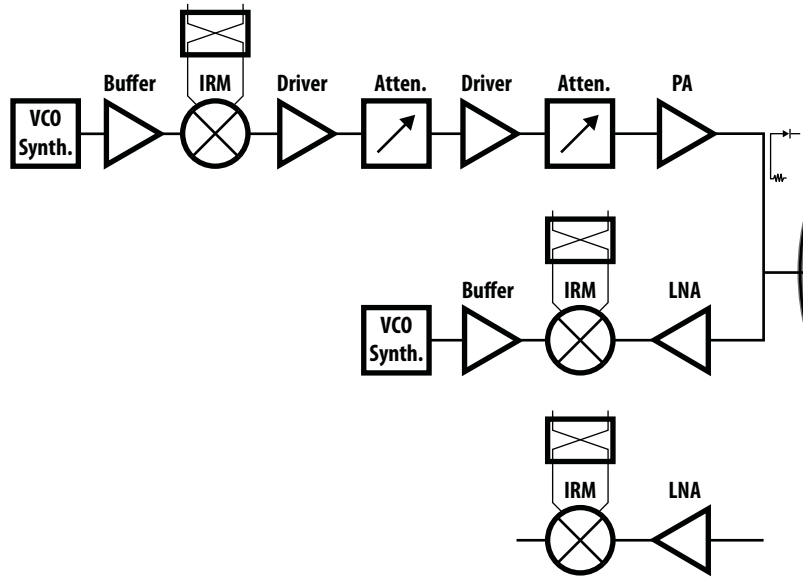 Buffer IRM Driver Atten. Driver Atten. PA
VCO
Synth.
Buffer IRM LNA
VCO
Synth.
IRM LNA